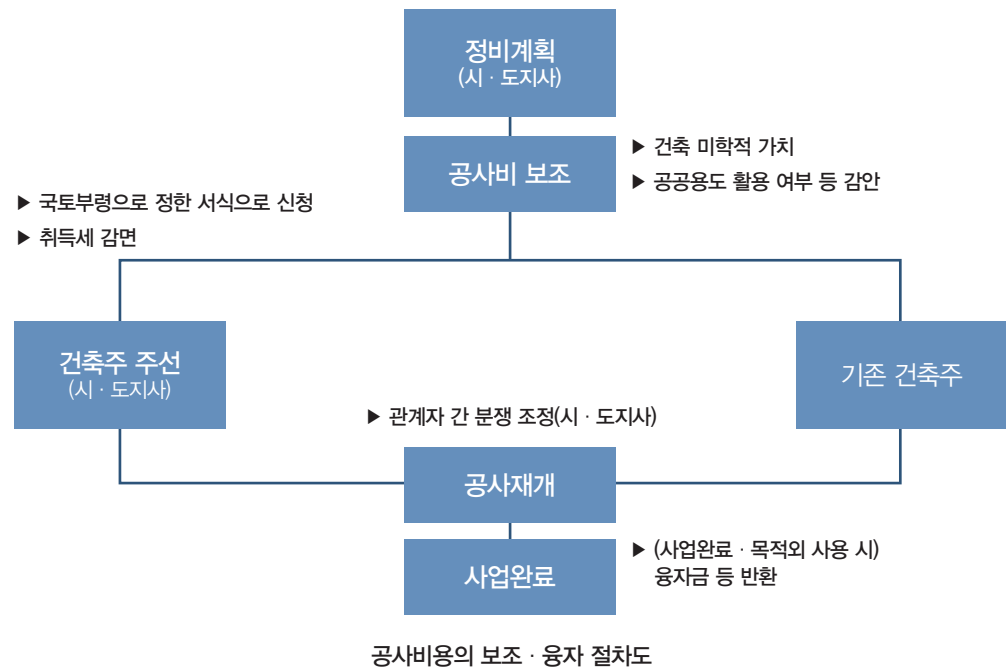 정비계획
(시 · 도지사)
공사비 보조
▶ 건축 미학적 가치
▶ 공공용도 활용 여부 등 감안
▶ 국토부령으로 정한 서식으로 신청
▶ 취득세 감면
건축주 주선
(시 · 도지사)
기존 건축주
▶ 관계자 간 분쟁 조정(시 · 도지사)
공사재개
사업완료
▶ (사업완료 · 목적외 사용 시)
융자금 등 반환
공사비용의 보조 · 융자 절차도